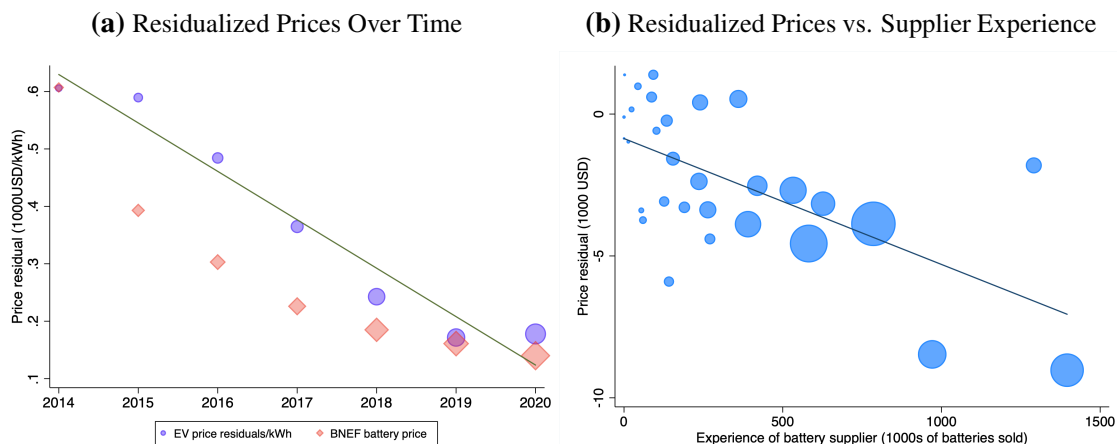 (a) Residualized Prices Over Time
Price residual (1000USD/kWh)
.6
.5
.4
.3
.2
.1
2014 2015 2016 2017 2018 2019 2020
EV price residuals/kWh BNEF battery price
(b) Residualized Prices vs. Supplier Experience
Price residual (1000 USD)
0
-5
-10
0 500 1000 1500
Experience of battery supplier (1000s of batteries sold)